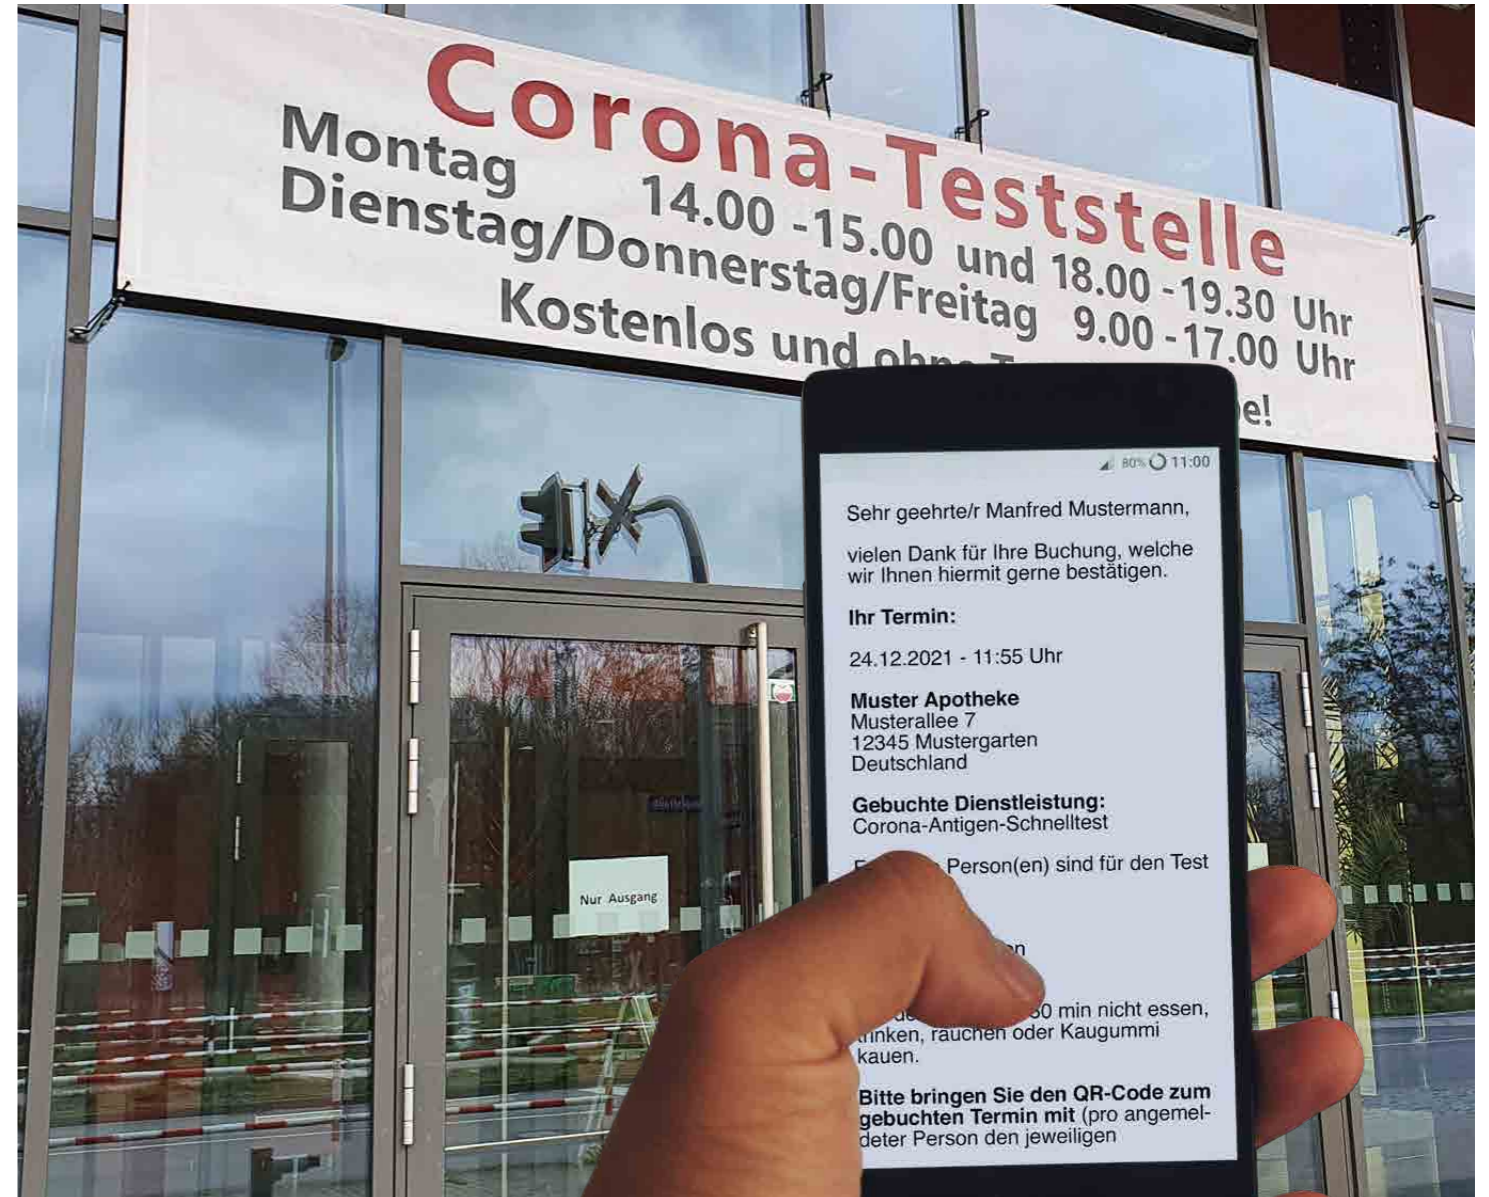 Corona-Teststelle
Montag 14.00 - 15.00 und 18.00 - 19.30 Uhr
Dienstag/Donnerstag/Freitag 9.00 - 17.00 Uhr
Kostenlos und ohne
Nur Ausgang
80% 11:00
Sehr geehrte/r Manfred Mustermann,
vielen Dank für Ihre Buchung, welche
wir Ihnen hiermit gerne bestätigen.
Ihr Termin:
24.12.2021 - 11:55 Uhr
Muster Apotheke
Musterallee 7
12345 Mustergarten
Deutschland
Gebuchte Dienstleistung:
Corona-Antigen-Schnelltest
Person(en) sind für den Test
min nicht essen,
trinken, rauchen oder Kaugummi
kauen.
Bitte bringen Sie den QR-Code zum
gebuchten Termin mit (pro angemel-
deter Person den jeweiligen